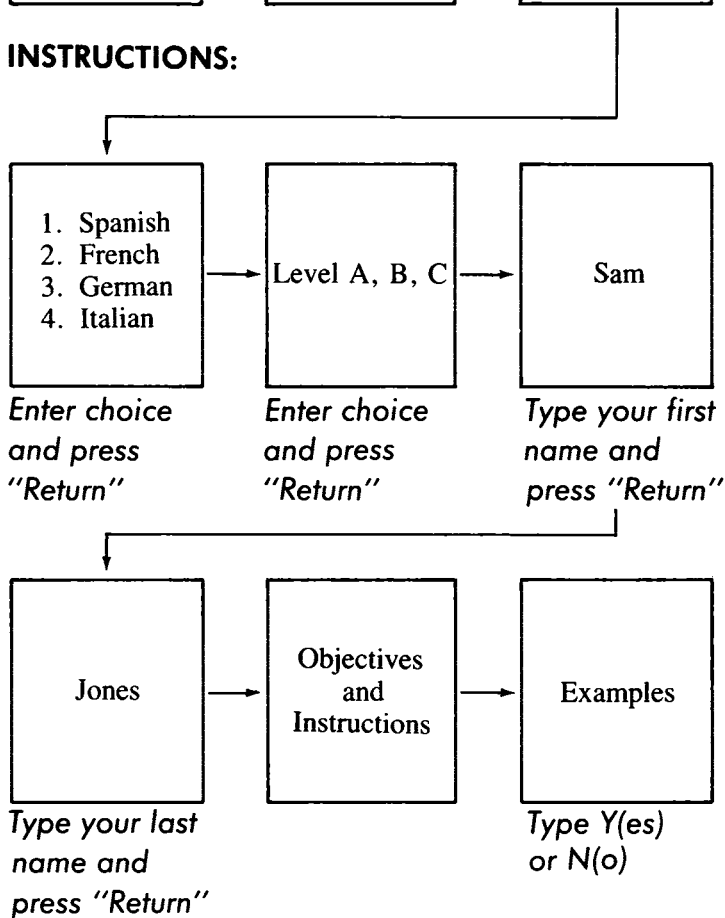 INSTRUCTIONS:
1. Spanish
2. French
3. German
4. Italian
Level A, B, C
Sam
Enter choice
and press
"Return"
Enter choice
and press
"Return"
Type your first
name and
press "Return"
Jones
Objectives
and
Instructions
Examples
Type your last
name and
press "Return"
Type Y(es)
or N(o)